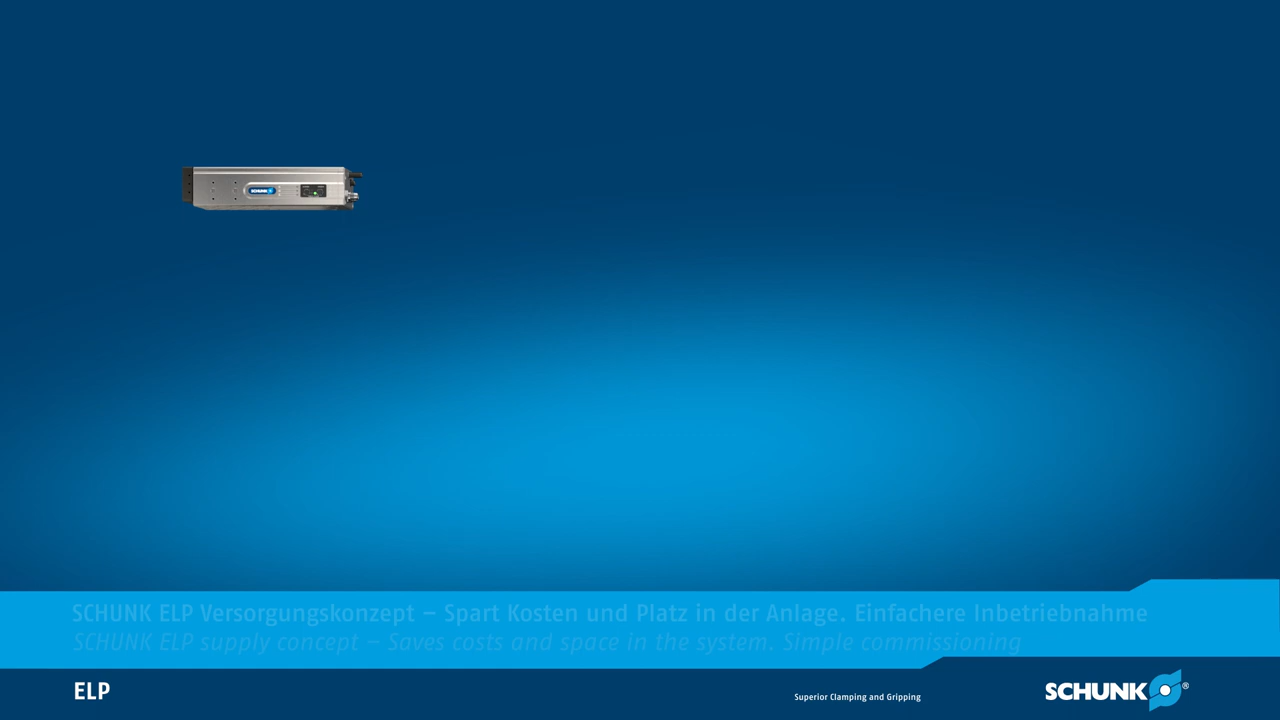 SCHUNK
SCHUNK ELP Versorgungskonzept – Spart Kosten und Platz in der Anlage. Einfachere Inbetriebnahme
SCHUNK ELP supply concept – Saves costs and space in the system. Simple commissioning
ELP
Superior Clamping and Gripping
SCHUNK ®